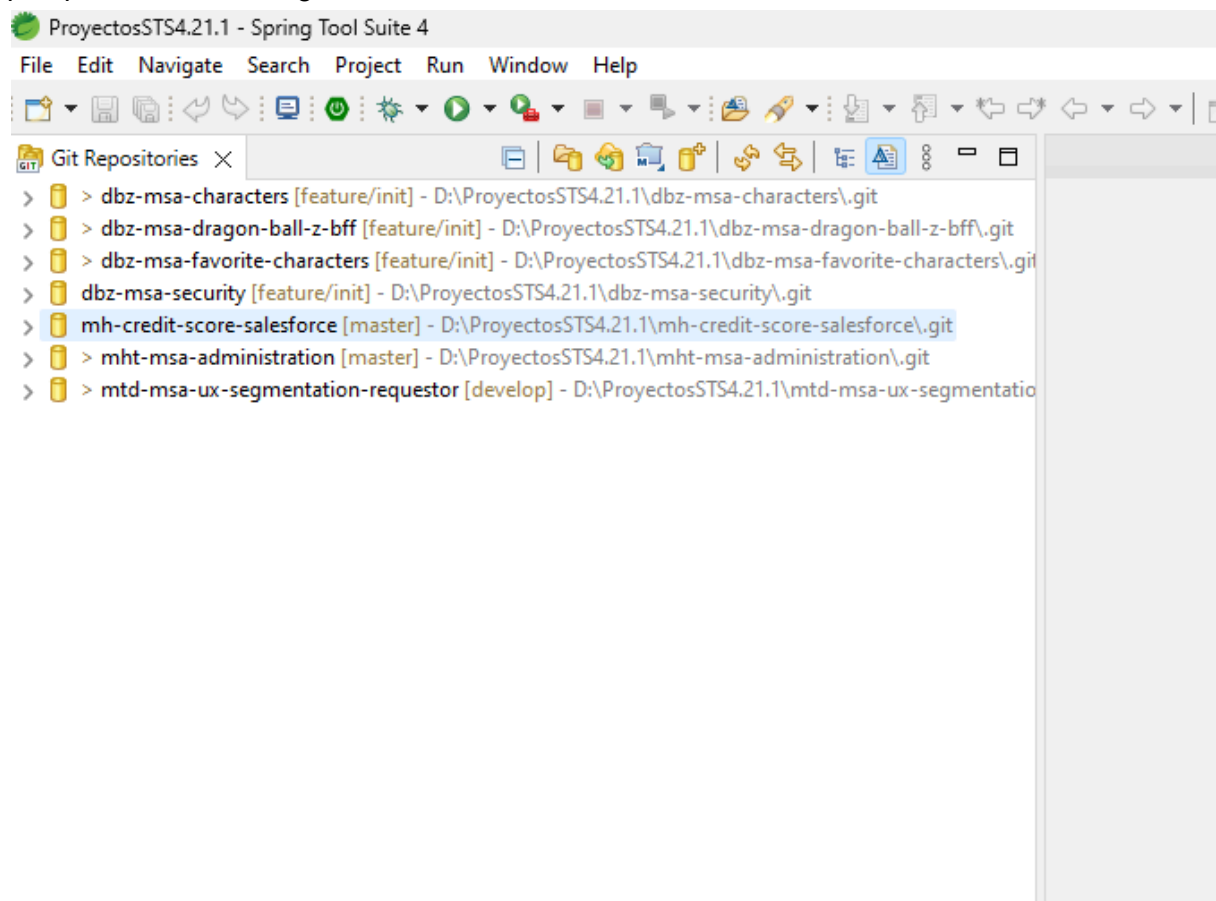 ProyectosSTS4.21.1 - Spring Tool Suite 4
File Edit Navigate Search Project Run Window Help
Git Repositories
> dbz-msa-characters [feature/init] - D:\ProyectosSTS4.21.1\dbz-msa-characters\.git
> dbz-msa-dragon-ball-z-bff [feature/init] - D:\ProyectosSTS4.21.1\dbz-msa-dragon-ball-z-bff\.git
> dbz-msa-favorite-characters [feature/init] - D:\ProyectosSTS4.21.1\dbz-msa-favorite-characters\.git
dbz-msa-security [feature/init] - D:\ProyectosSTS4.21.1\dbz-msa-security\.git
mh-credit-score-salesforce [master] - D:\ProyectosSTS4.21.1\mh-credit-score-salesforce\.git
> mht-msa-administration [master] - D:\ProyectosSTS4.21.1\mht-msa-administration\.git
> mtd-msa-ux-segmentation-requestor [develop] - D:\ProyectosSTS4.21.1\mtd-msa-ux-segmentatio